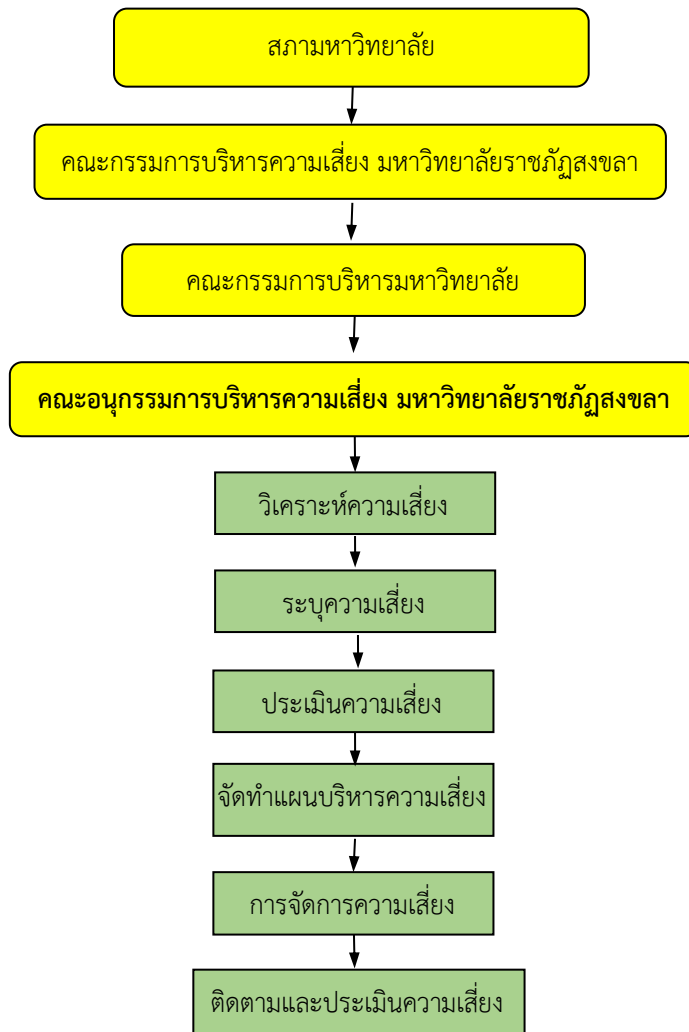 สภามหาวิทยาลัย
คณะกรรมการบริหารความเสี่ยง มหาวิทยาลัยราชภัฏสงขลา
คณะกรรมการบริหารมหาวิทยาลัย
คณะอนุกรรมการบริหารความเสี่ยง มหาวิทยาลัยราชภัฏสงขลา
วิเคราะห์ความเสี่ยง
ระบุความเสี่ยง
ประเมินความเสี่ยง
จัดทำแผนบริหารความเสี่ยง
การจัดการความเสี่ยง
ติดตามและประเมินความเสี่ยง